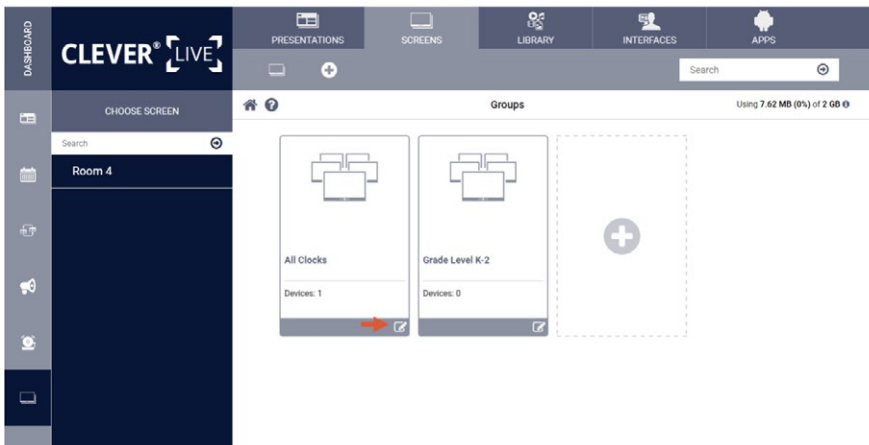 DASHBOARD
CLEVER® [LIVE]
PRESENTATIONS
SCREENS
LIBRARY
INTERFACES
APPS
Search
CHOOSE SCREEN
Search
Room 4
Groups
Using 7.62 MB (0%) of 2 GB
All Clocks
Devices: 1
Grade Level K-2
Devices: 0